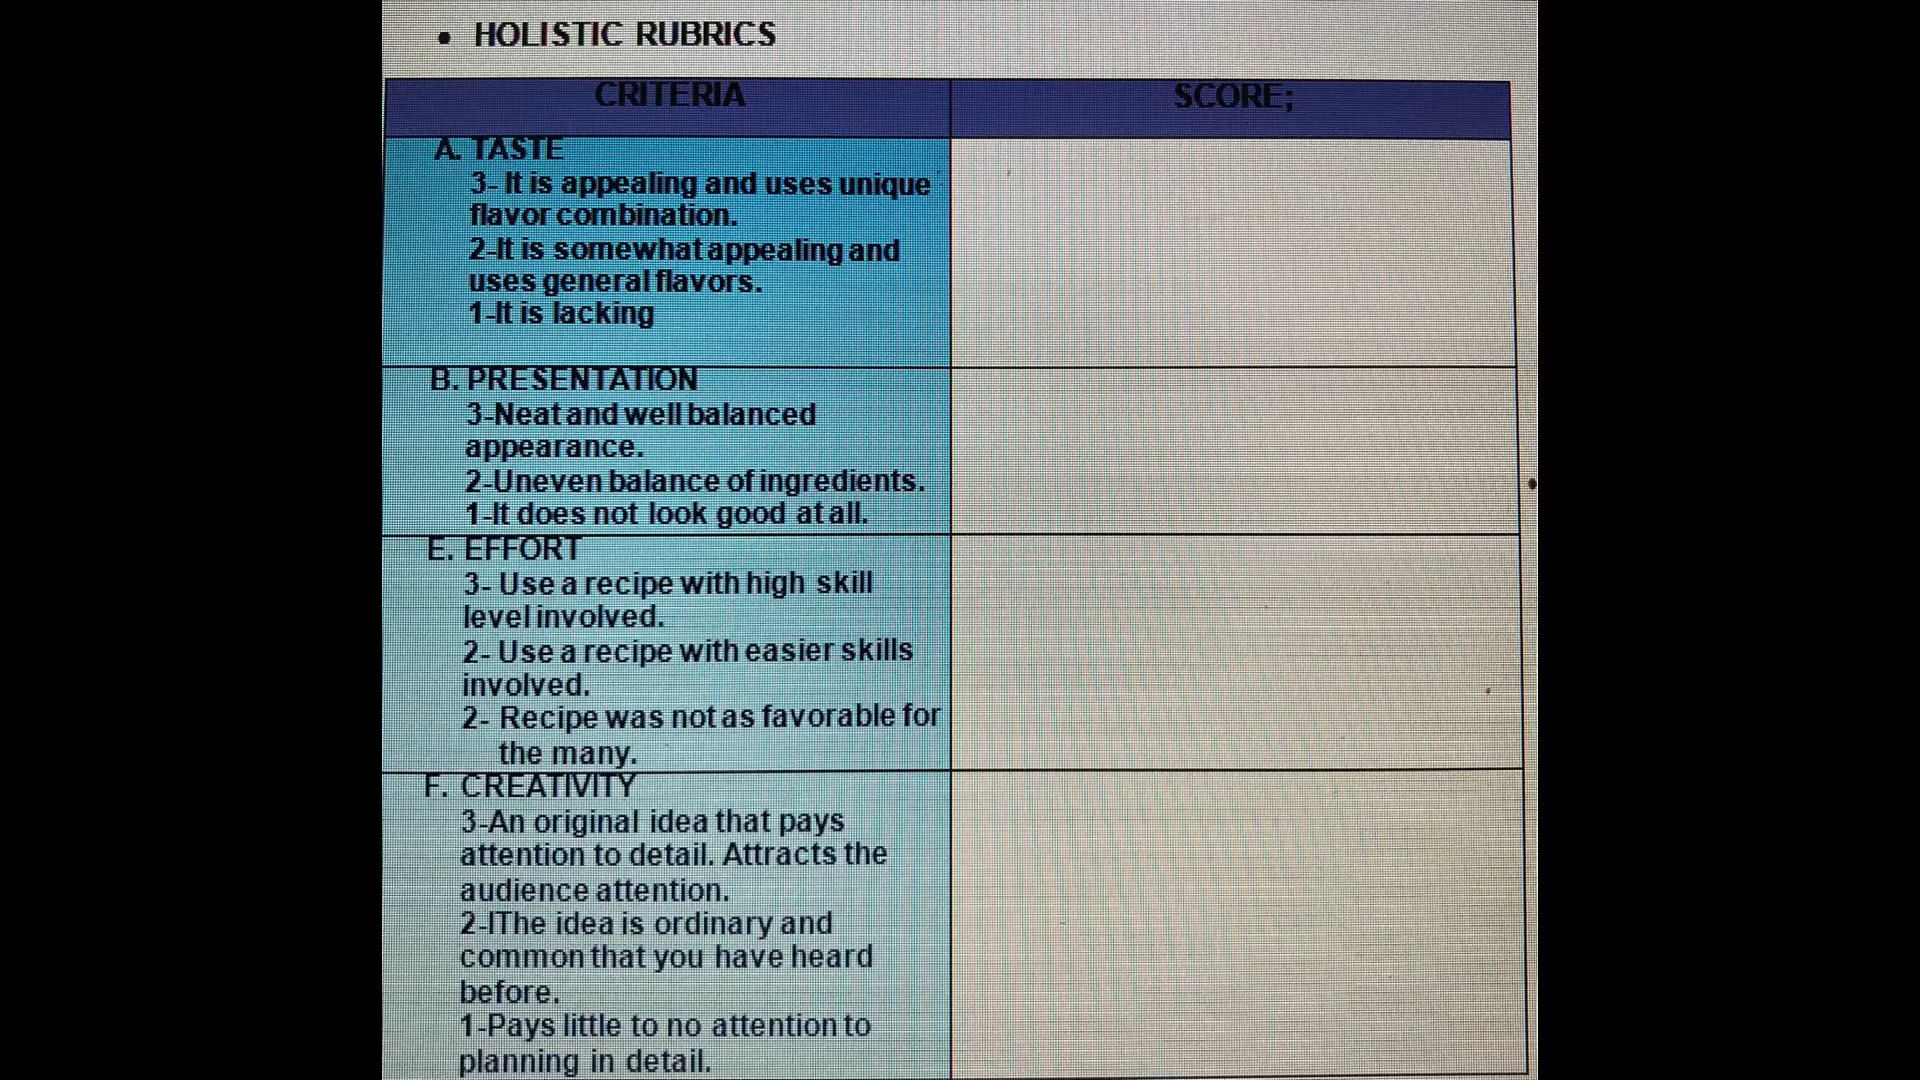 • HOLISTIC RUBRICS
CRITERIA
SCORE;
A. TASTE
3- It is appealing and uses unique
flavor combination.
2-It is somewhat appealing and
uses general flavors.
1-It is lacking
B. PRESENTATION
3-Neat and well balanced
appearance.
2-Uneven balance of ingredients.
1-It does not look good at all.
E. EFFORT
3- Use a recipe with high skill
level involved.
2- Use a recipe with easier skills
involved.
2- Recipe was not as favorable for
the many.
F. CREATIVITY
3-An original idea that pays
attention to detail. Attracts the
audience attention.
2-IThe idea is ordinary and
common that you have heard
before.
1-Pays little to no attention to
planning in detail.